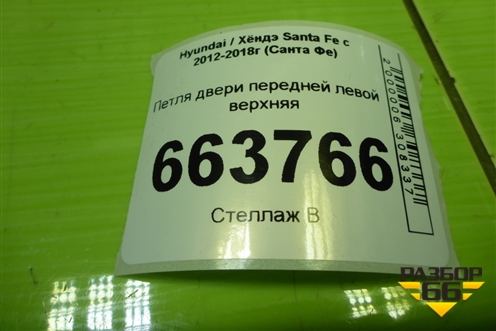 Hyundai / Хёндэ Santa Fe с
2012-2018г (Санта Фе)
Петля двери передней левой
верхняя
663766
Стеллаж В
2000006308337
РАЗБОР
66